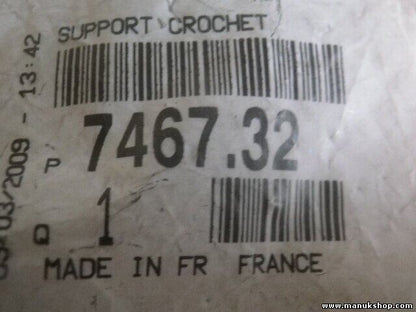 SUPPORT CROCHET
P 7467.32
Q 1
MADE IN FR FRANCE
03/2009 - 13:42
www.manukshop.com